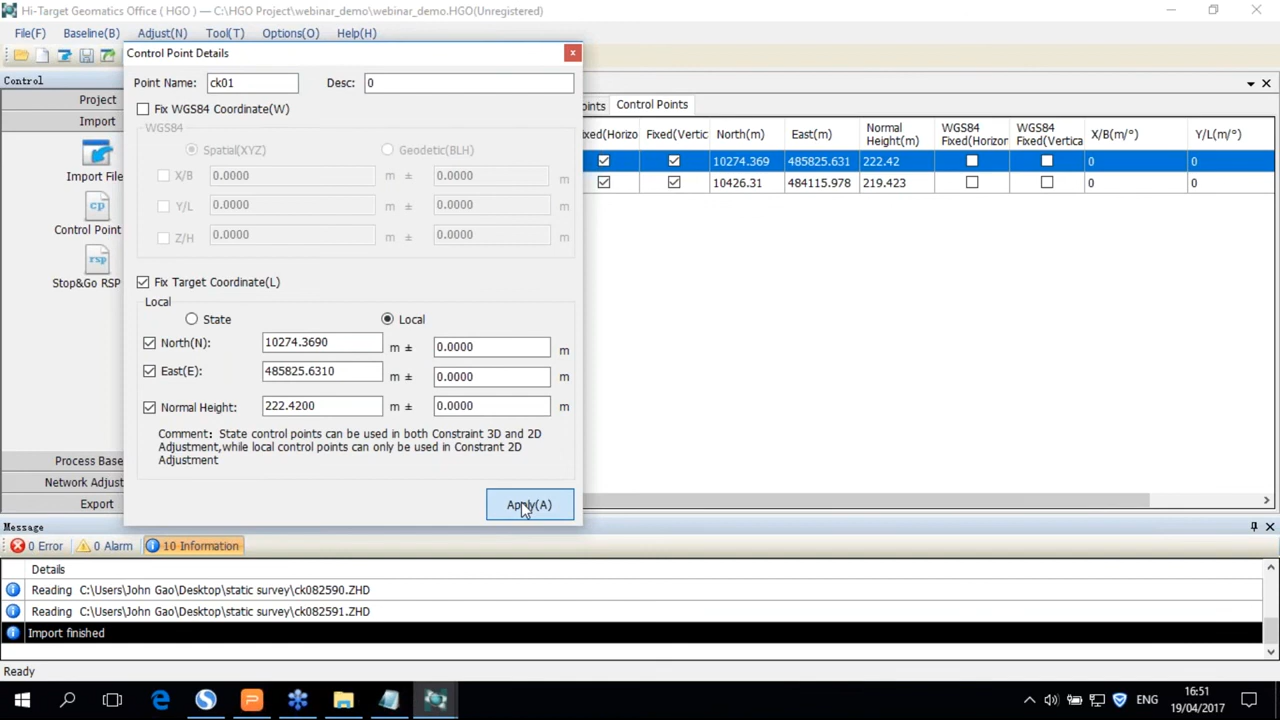 Hi-Target Geomatics Office ( HGO ) — C:\HGO Project\webinar_demo\webinar_demo.HGO(Unregistered)
File(F) Baseline(B) Adjust(N) Tool(T) Options(O) Help(H)
Control
Project
Import
Import File
Control Point
Stop&Go RSP
Process Base
Network Adjust
Export
Control Point Details
Point Name: ck01 Desc: 0
Fix WGS84 Coordinate(W)
WGS84
Spatial(XYZ) Geodetic(BLH)
X/B 0.0000 m ± 0.0000 m
Y/L 0.0000 m ± 0.0000 m
Z/H 0.0000 m ± 0.0000 m
Fix Target Coordinate(L)
Local
State Local
North(N): 10274.3690 m ± 0.0000 m
East(E): 485825.6310 m ± 0.0000 m
Normal Height: 222.4200 m ± 0.0000 m
Comment: State control points can be used in both Constraint 3D and 2D
Adjustment,while local control points can only be used in Constrant 2D
Adjustment
Apply(A)
oints Control Points
ixed(Horizo Fixed(Vertic North(m) East(m) Normal Height(m) WGS84 Fixed(Horizon WGS84 Fixed(Vertica X/B(m/°) Y/L(m/°)
10274.369 485825.631 222.42 0 0
10426.31 484115.978 219.423 0 0
Message
0 Error 0 Alarm 10 Information
Details
Reading C:\Users\John Gao\Desktop\static survey\ck082590.ZHD
Reading C:\Users\John Gao\Desktop\static survey\ck082591.ZHD
Import finished
Ready
ENG
16:51
19/04/2017